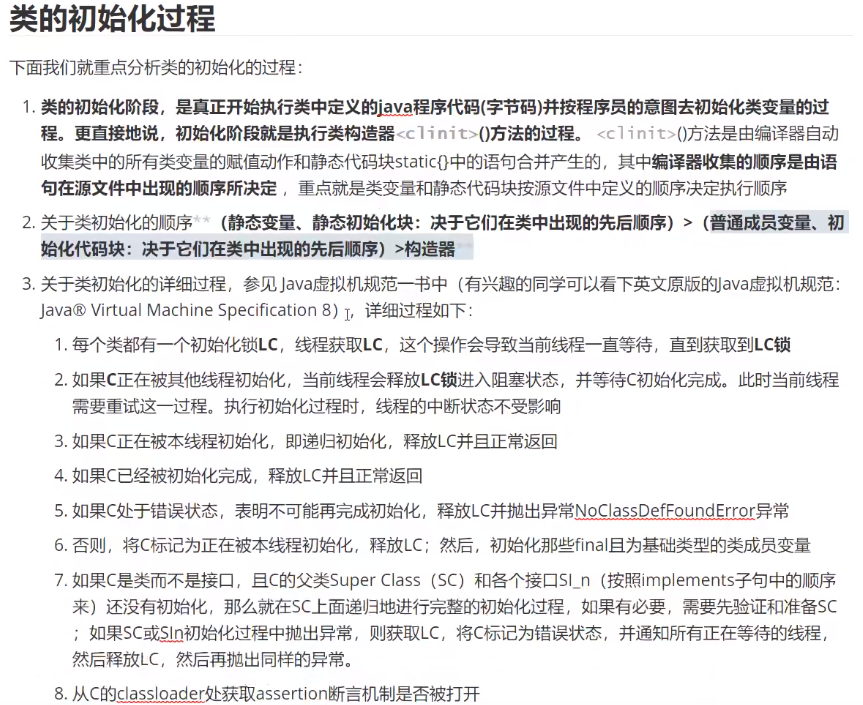 类的初始化过程
下面我们就重点分析类的初始化的过程：
1. 类的初始化阶段，是真正开始执行类中定义的java程序代码(字节码)并按程序员的意图去初始化类变量的过
程。更直接地说，初始化阶段就是执行类构造器<clinit>()方法的过程。 <clinit>()方法是由编译器自动
收集类中的所有类变量的赋值动作和静态代码块static{}中的语句合并产生的，其中编译器收集的顺序是由语
句在源文件中出现的顺序所决定 ，重点就是类变量和静态代码块按源文件中定义的顺序决定执行顺序
2. 关于类初始化的顺序**（静态变量、静态初始化块：决于它们在类中出现的先后顺序）>（普通成员变量、初
始化代码块：决于它们在类中出现的先后顺序）>构造器**
3. 关于类初始化的详细过程，参见 Java虚拟机规范一书中（有兴趣的同学可以看下英文原版的Java虚拟机规范：
Java® Virtual Machine Specification 8），详细过程如下：
1. 每个类都有一个初始化锁LC，线程获取LC，这个操作会导致当前线程一直等待，直到获取到LC锁
2. 如果C正在被其他线程初始化，当前线程会释放LC锁进入阻塞状态，并等待C初始化完成。此时当前线程
需要重试这一过程。执行初始化过程时，线程的中断状态不受影响
3. 如果C正在被本线程初始化，即递归初始化，释放LC并且正常返回
4. 如果C已经被初始化完成，释放LC并且正常返回
5. 如果C处于错误状态，表明不可能再完成初始化，释放LC并抛出异常NoClassDefFoundError异常
6. 否则，将C标记为正在被本线程初始化，释放LC；然后，初始化那些final且为基础类型的类成员变量
7. 如果C是类而不是接口，且C的父类Super Class（SC）和各个接口SI_n（按照implements子句中的顺序
来）还没有初始化，那么就在SC上面递归地进行完整的初始化过程，如果有必要，需要先验证和准备SC
；如果SC或SIn初始化过程中抛出异常，则获取LC，将C标记为错误状态，并通知所有正在等待的线程，
然后释放LC，然后再抛出同样的异常。
8. 从C的classloader处获取assertion断言机制是否被打开